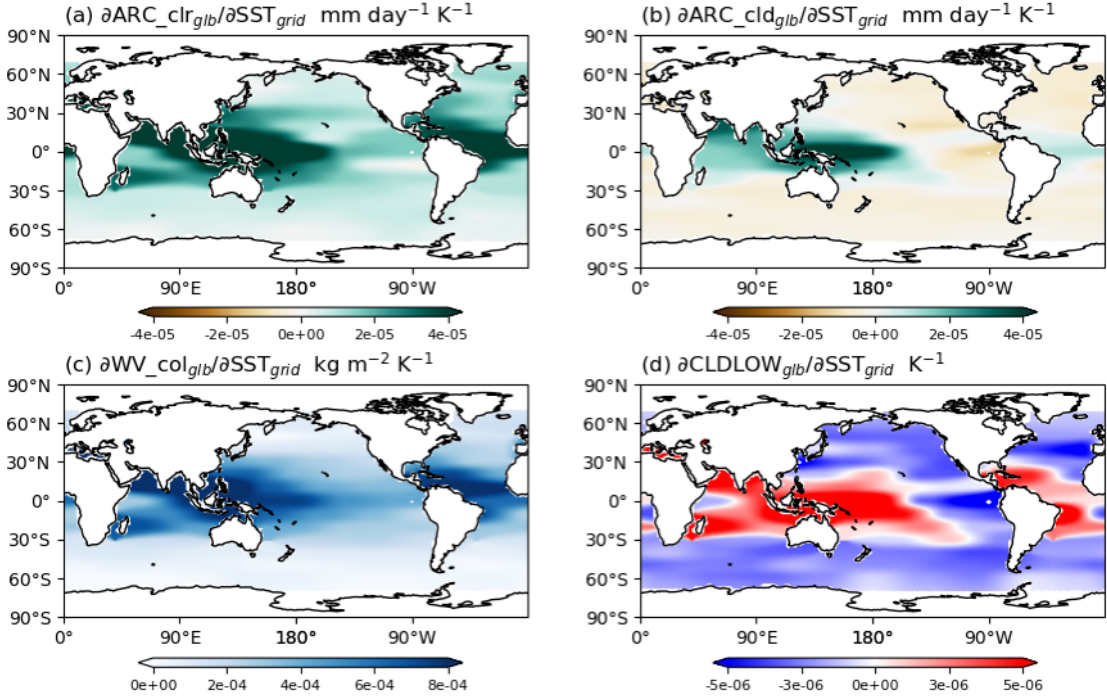 (a) ∂ARC_clr_glb/∂SST_grid mm day⁻¹ K⁻¹
90°N
60°N
30°N
0°
30°S
60°S
90°S
0° 90°E 180° 90°W
-4e-05 -2e-05 0e+00 2e-05 4e-05
(b) ∂ARC_cld_glb/∂SST_grid mm day⁻¹ K⁻¹
90°N
60°N
30°N
0°
30°S
60°S
90°S
0° 90°E 180° 90°W
-4e-05 -2e-05 0e+00 2e-05 4e-05
(c) ∂WV_col_glb/∂SST_grid kg m⁻² K⁻¹
90°N
60°N
30°N
0°
30°S
60°S
90°S
0° 90°E 180° 90°W
0e+00 2e-04 4e-04 6e-04 8e-04
(d) ∂CLDLOW_glb/∂SST_grid K⁻¹
90°N
60°N
30°N
0°
30°S
60°S
90°S
0° 90°E 180° 90°W
-5e-06 -3e-06 0e+00 3e-06 5e-06